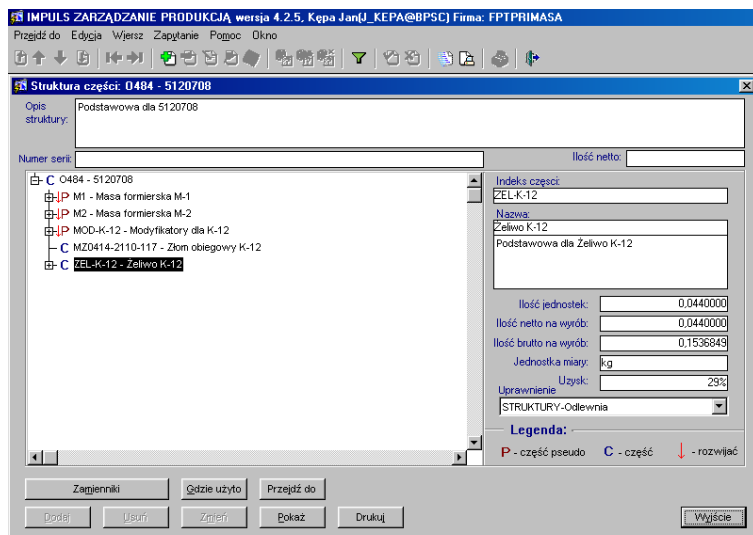 IMPULS ZARZĄDZANIE PRODUKCJĄ wersja 4.2.5, Kępa Jan(J_KEPA@BPSC) Firma: FPTPRIMASA
Przejdź do Edycja Wiersz Zapytanie Pomoc Okno
Struktura części: O484 - 5120708
Opis struktury:
Podstawowa dla 5120708
Numer serii:
Ilość netto:
C O484 - 5120708
P M1 - Masa formierska M-1
P M2 - Masa formierska M-2
P MOD-K-12 - Modyfikatory dla K-12
C MZ0414-2110-117 - Złom obiegowy K-12
C ZEL-K-12 - Żeliwo K-12
Indeks części:
ZEL-K-12
Nazwa:
Żeliwo K-12
Podstawowa dla Żeliwo K-12
Ilość jednostek: 0,0440000
Ilość netto na wyrób: 0,0440000
Ilość brutto na wyrób: 0,1536849
Jednostka miary: kg
Uzysk: 29%
Uprawnienie
STRUKTURY-Odlewnia
Legenda:
P - część pseudo C - część ↓ - rozwijać
Zamienniki Gdzie użyto Przejdź do
Dodaj Usuń Zmień Pokaż Drukuj Wyjście